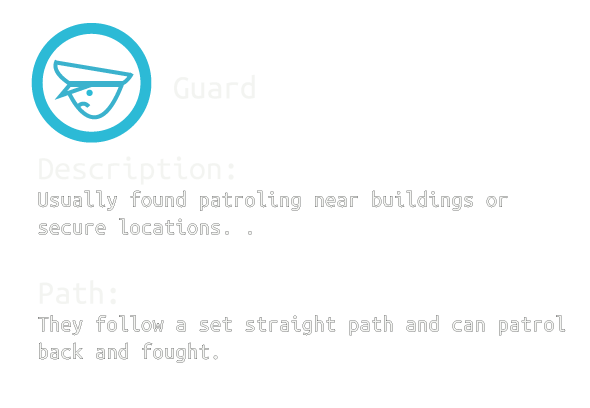 Guard
Description:
Usually found patroling near buildings or
secure locations. .
Path:
They follow a set straight path and can patrol
back and fought.